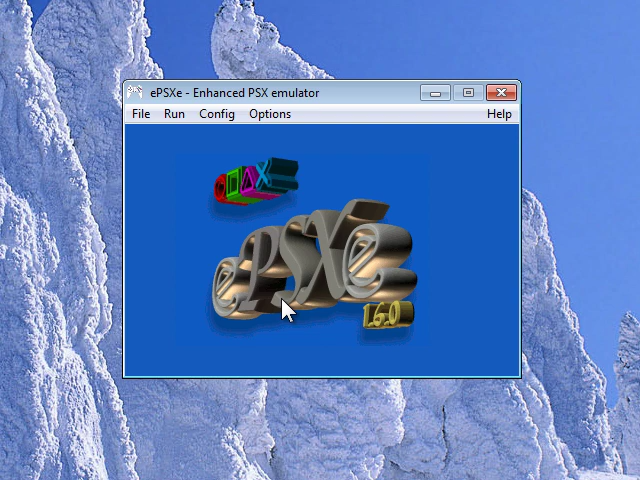 ePSXe - Enhanced PSX emulator
File Run Config Options Help
ePSXe
1.6.0